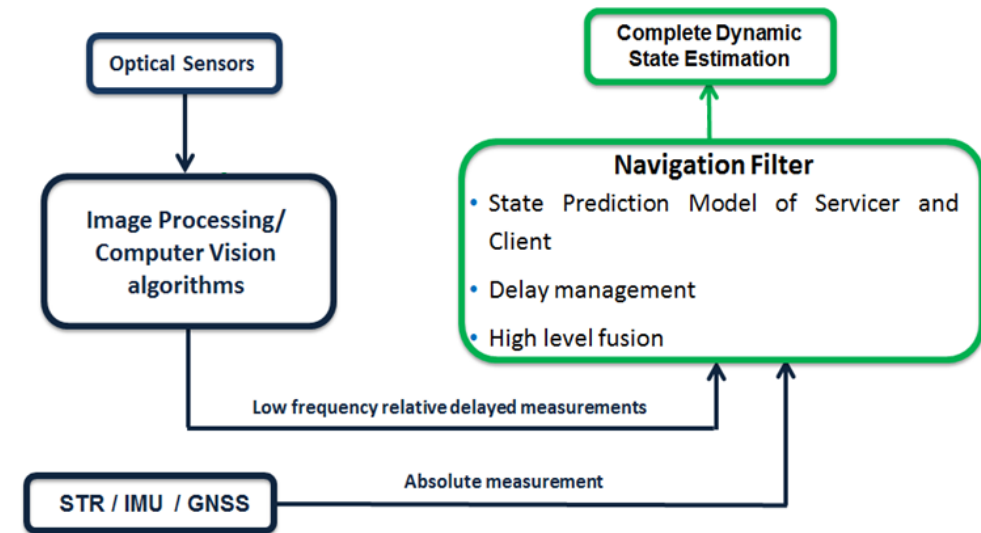 Optical Sensors
Image Processing/
Computer Vision
algorithms
Complete Dynamic
State Estimation
Navigation Filter
• State Prediction Model of Servicer and
Client
• Delay management
• High level fusion
Low frequency relative delayed measurements
Absolute measurement
STR / IMU / GNSS